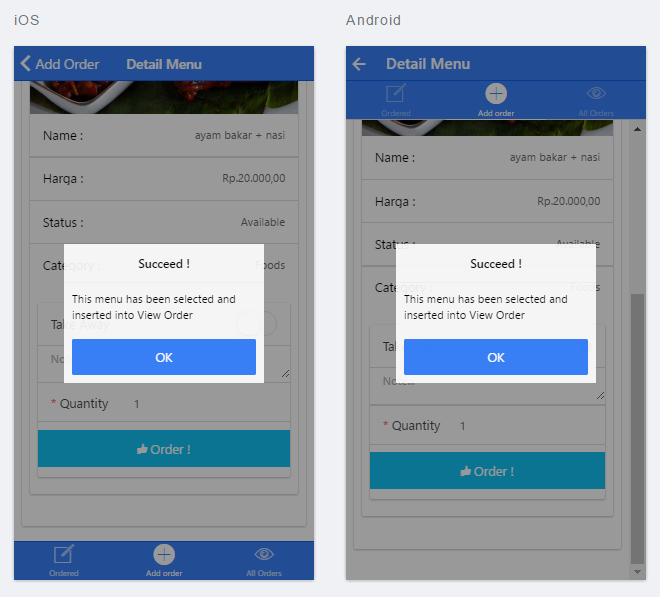 iOS
Add Order
Detail Menu
Name :
ayam bakar + nasi
Harga :
Rp.20.000,00
Status :
Available
Category :
Foods
Succeed !
This menu has been selected and
inserted into View Order
Take Away
OK
* Quantity
1
Order !
Ordered
Add order
All Orders
Android
Detail Menu
Ordered
Add order
All Orders
Name :
ayam bakar + nasi
Harga :
Rp.20.000,00
Status :
Available
Category :
Foods
Succeed !
This menu has been selected and
inserted into View Order
OK
* Quantity
1
Order !